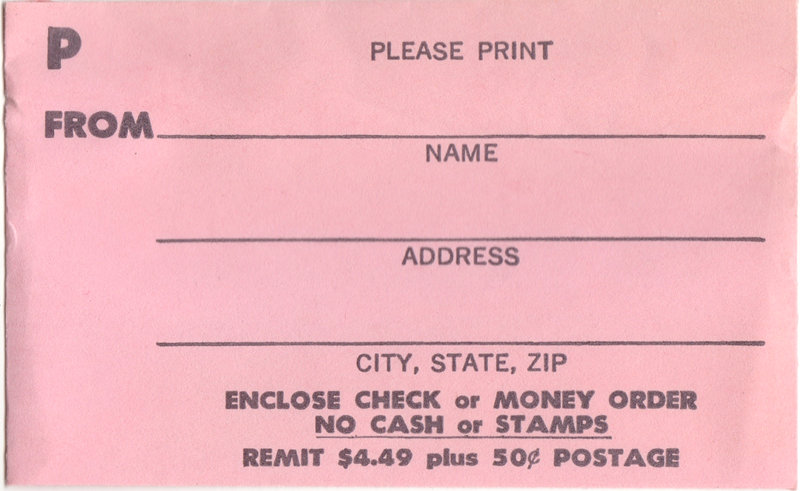 P
PLEASE PRINT
FROM
NAME
ADDRESS
CITY, STATE, ZIP
ENCLOSE CHECK or MONEY ORDER
NO CASH or STAMPS
REMIT $4.49 plus 50¢ POSTAGE